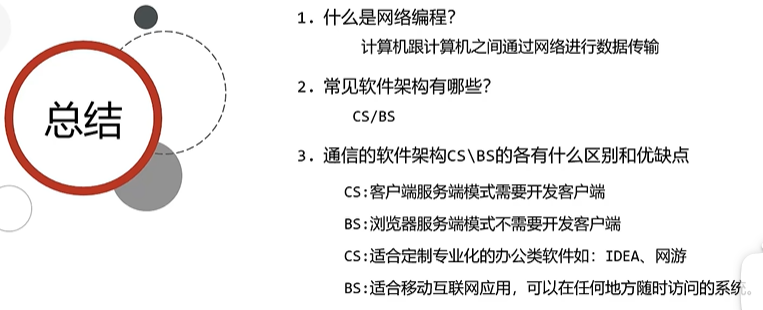 总结
1. 什么是网络编程？
计算机跟计算机之间通过网络进行数据传输
2. 常见软件架构有哪些？
CS/BS
3. 通信的软件架构CS\BS的各有什么区别和优缺点
CS:客户端服务端模式需要开发客户端
BS:浏览器服务端模式不需要开发客户端
CS:适合定制专业化的办公类软件如：IDEA、网游
BS:适合移动互联网应用，可以在任何地方随时访问的系统。